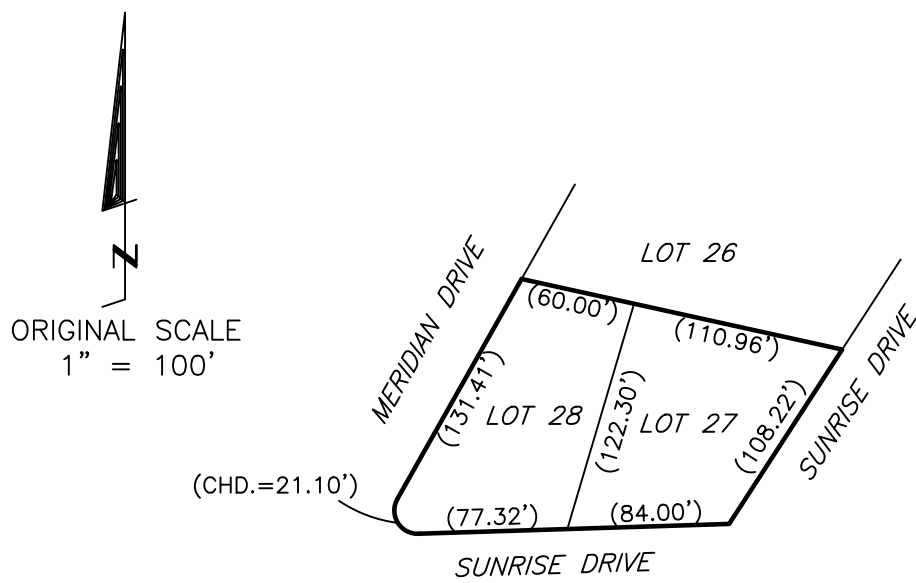 N
ORIGINAL SCALE
1" = 100'
LOT 26
MERIDIAN DRIVE
(60.00')
(110.96')
SUNRISE DRIVE
(131.41')
LOT 28
(122.30')
LOT 27
(108.22')
(CHD.=21.10')
(77.32')
(84.00')
SUNRISE DRIVE